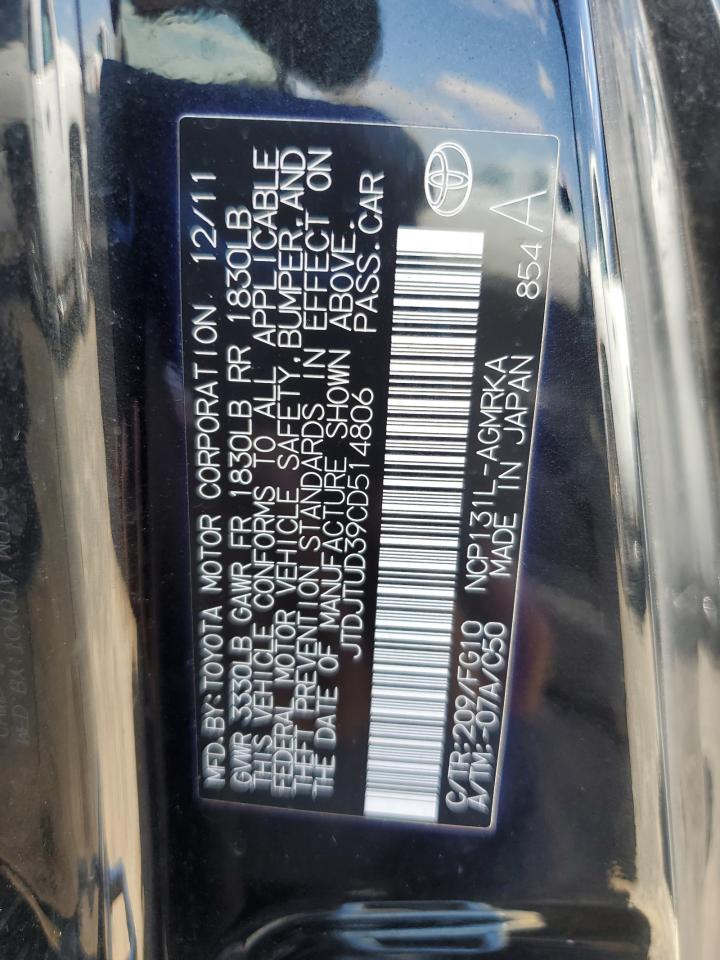 MFD.BY:TOYOTA MOTOR CORPORATION 12/11
GVWR 3330LB GAWR FR 1830LB RR 1830LB
THIS VEHICLE CONFORMS TO ALL APPLICABLE
FEDERAL MOTOR VEHICLE SAFETY,BUMPER,AND
THEFT PREVENTION STANDARDS IN EFFECT ON
THE DATE OF MANUFACTURE SHOWN ABOVE.
JTDJTUD39CD514806 PASS.CAR
C/TR:209/FG10 NCP131L-AGMRKA
A/TM:-07A/C50 MADE IN JAPAN
854 A